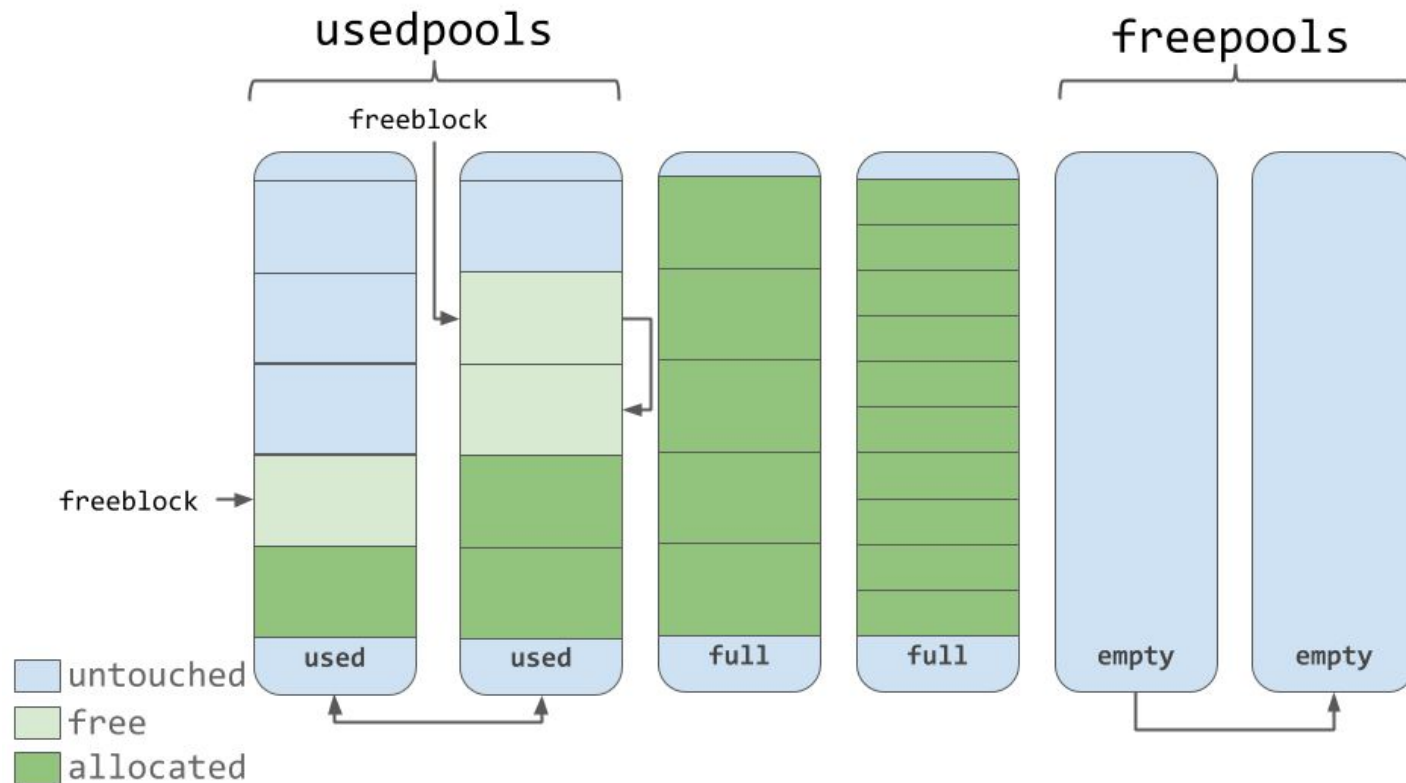 usedpools
freepools
freeblock
freeblock
used
used
full
full
empty
empty
untouched
free
allocated